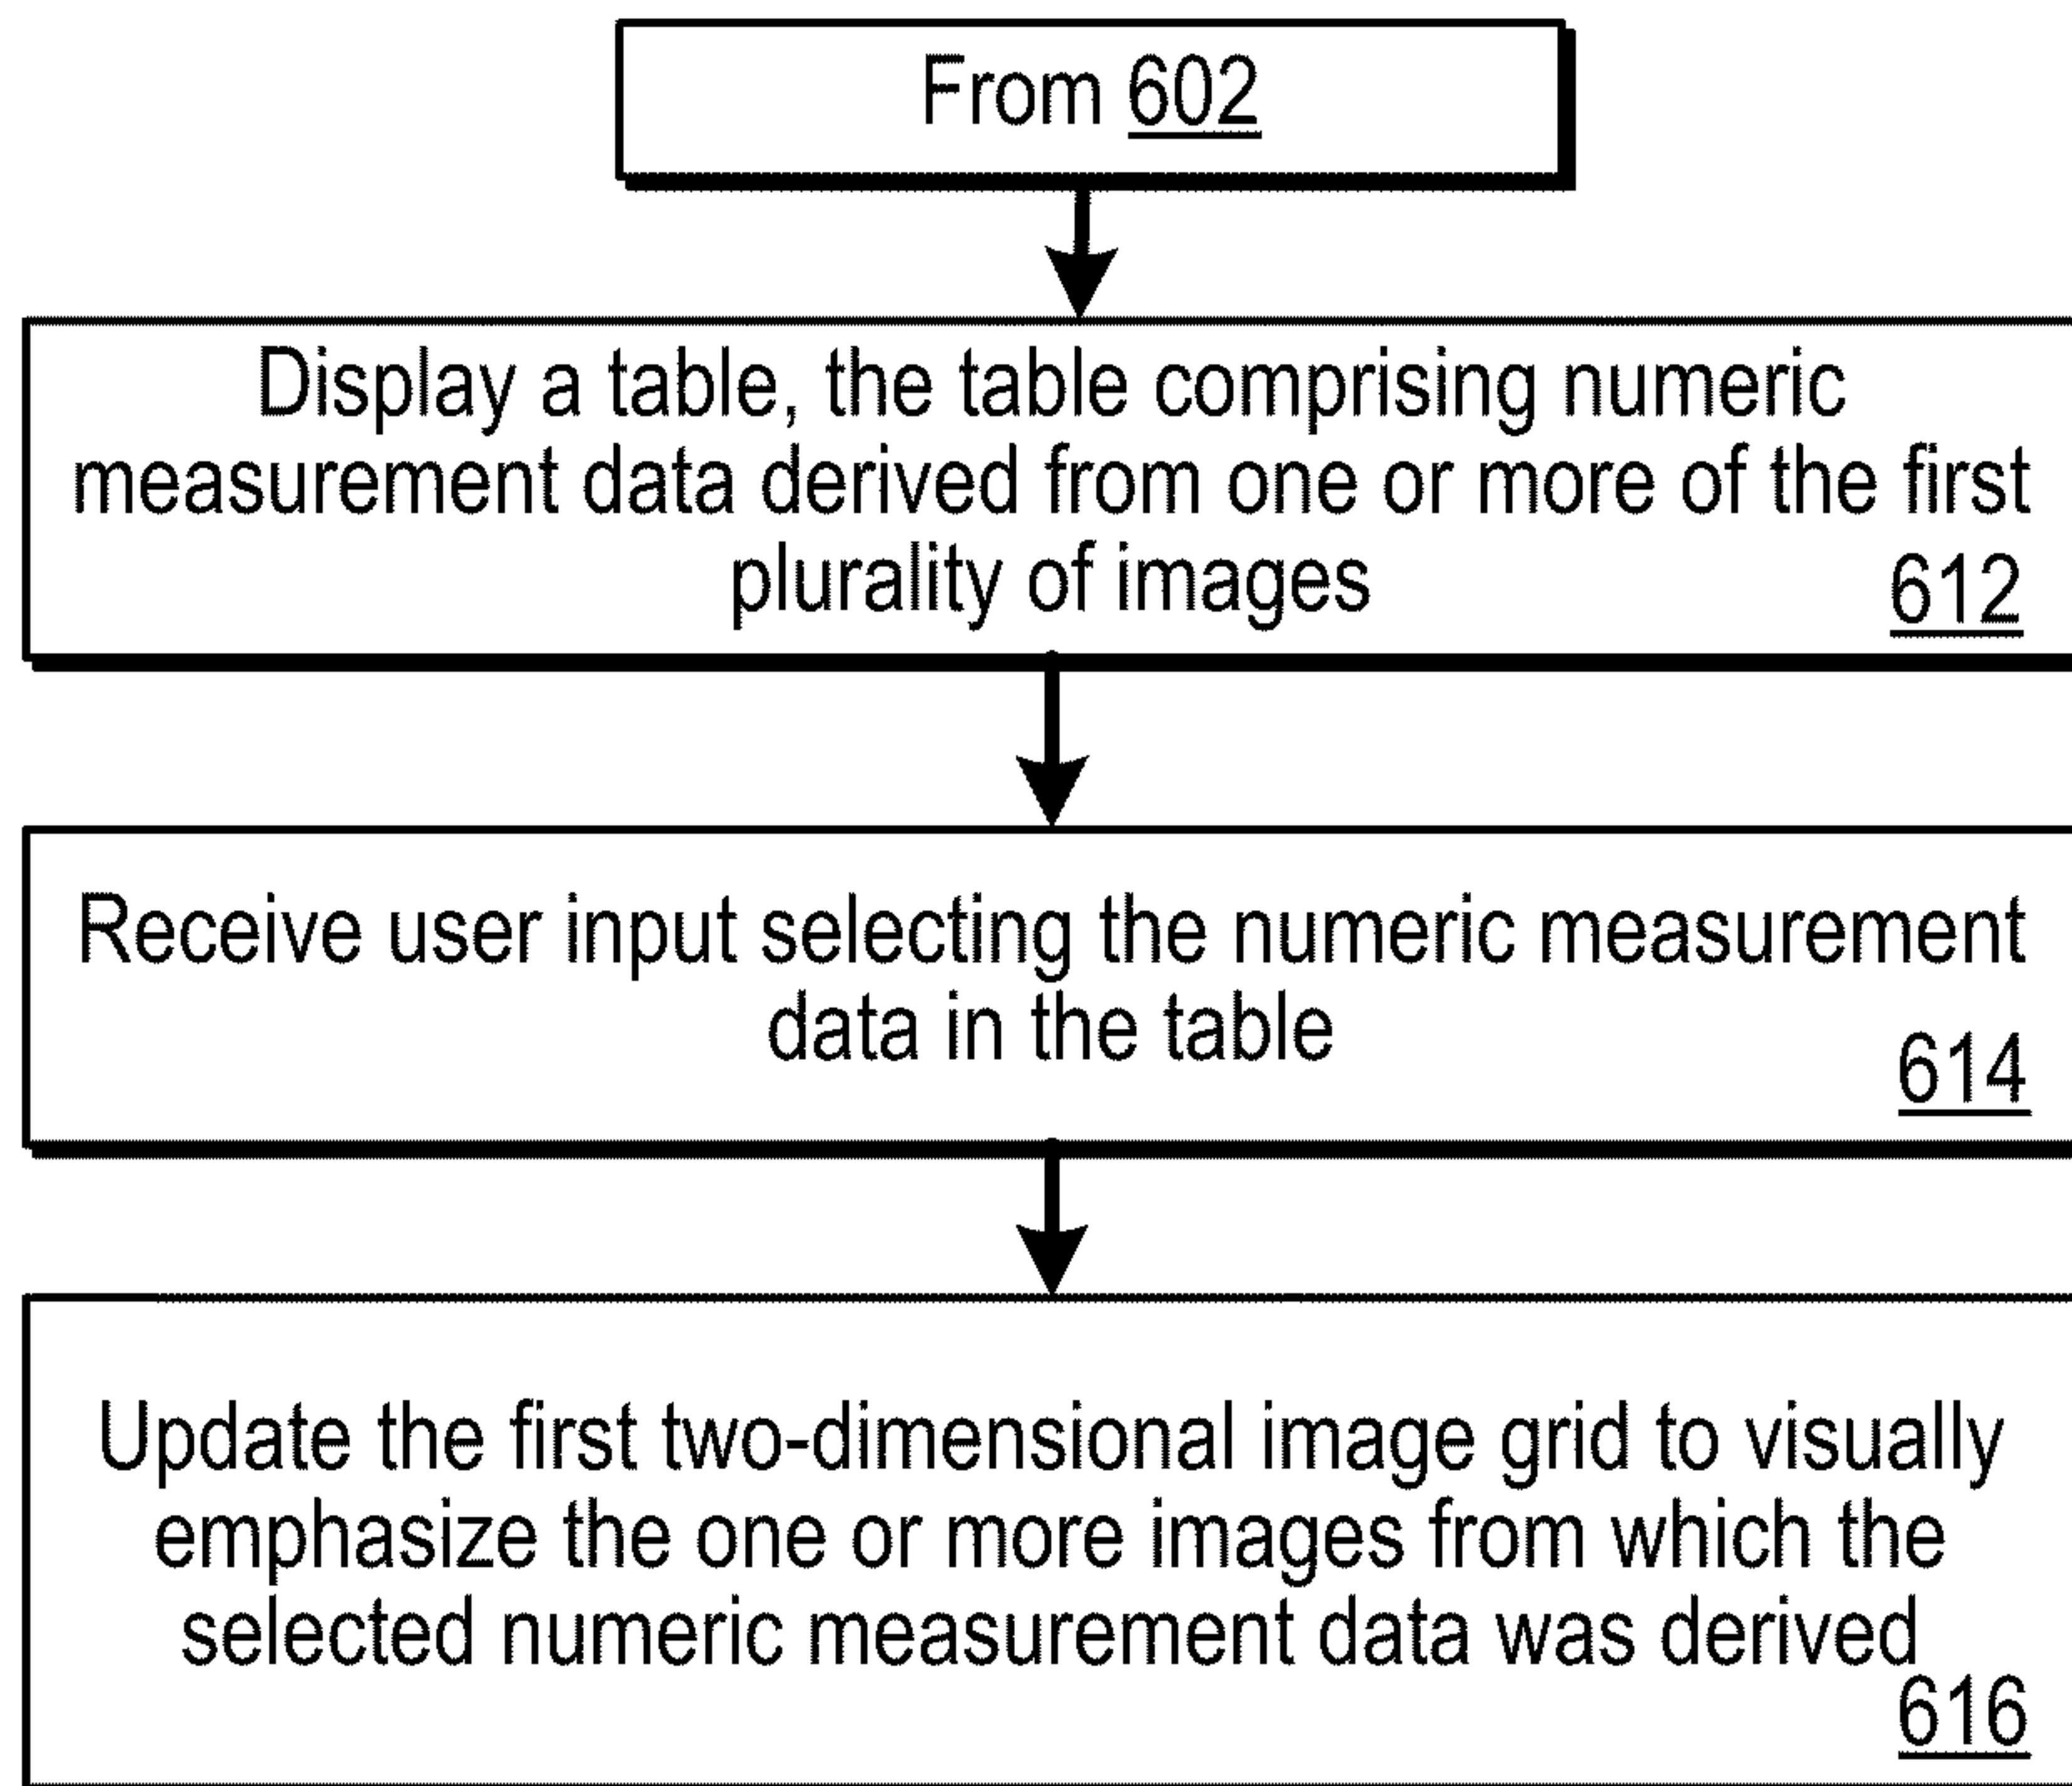 From 602
Display a table, the table comprising numeric
measurement data derived from one or more of the first
plurality of images
612
Receive user input selecting the numeric measurement
data in the table
614
Update the first two-dimensional image grid to visually
emphasize the one or more images from which the
selected numeric measurement data was derived
616